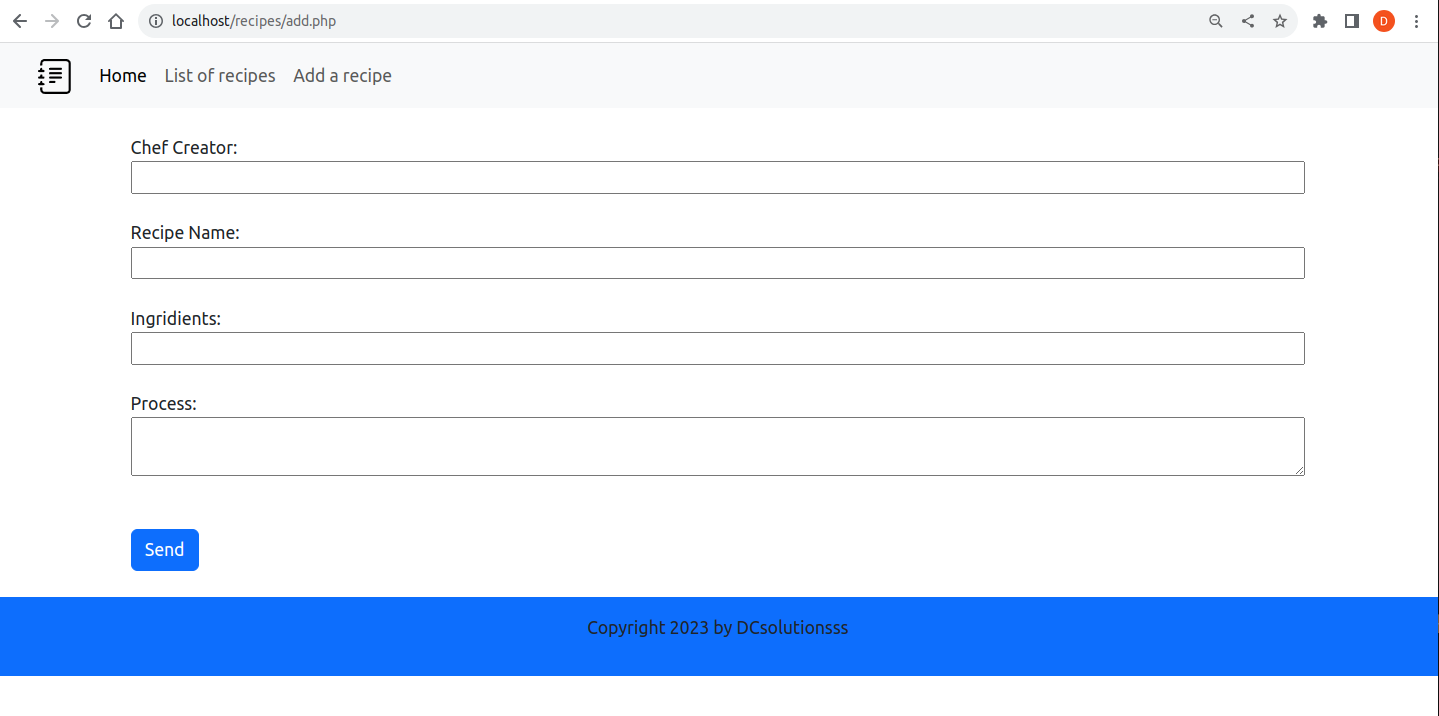 localhost/recipes/add.php
D
Home List of recipes Add a recipe
Chef Creator:
Recipe Name:
Ingridients:
Process:
Send
Copyright 2023 by DCsolutionsss